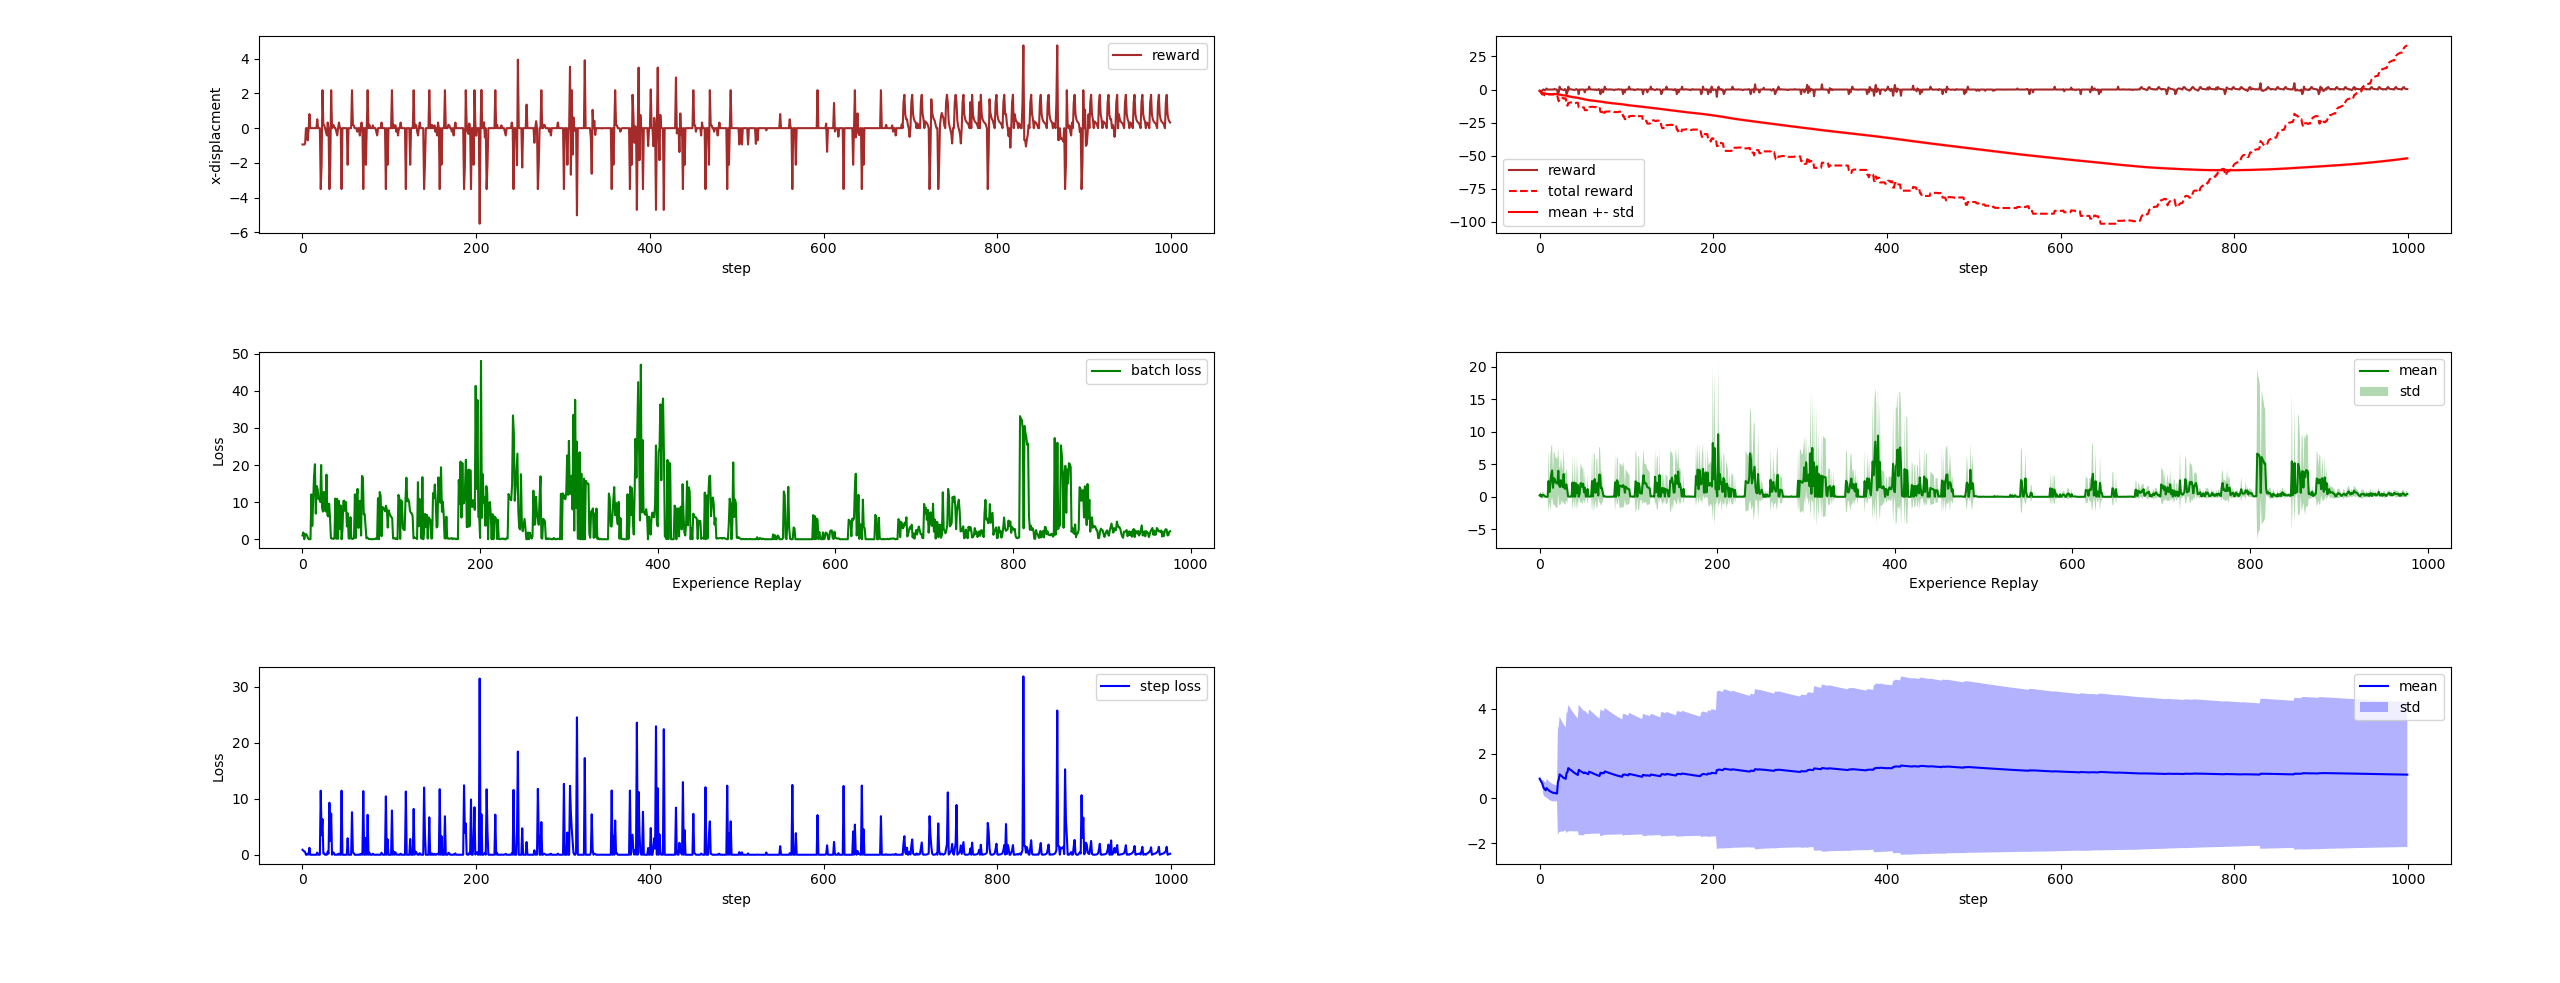 reward
4
2
0
−2
−4
−6
x-displacment
0 200 400 600 800 1000
step
25
0
−25
−50
−75
−100
reward
total reward
mean +- std
0 200 400 600 800 1000
step
batch loss
50
40
30
20
10
0
Loss
0 200 400 600 800 1000
Experience Replay
mean
std
20
15
10
5
0
−5
0 200 400 600 800 1000
Experience Replay
step loss
30
20
10
0
Loss
0 200 400 600 800 1000
step
mean
std
4
2
0
−2
0 200 400 600 800 1000
step